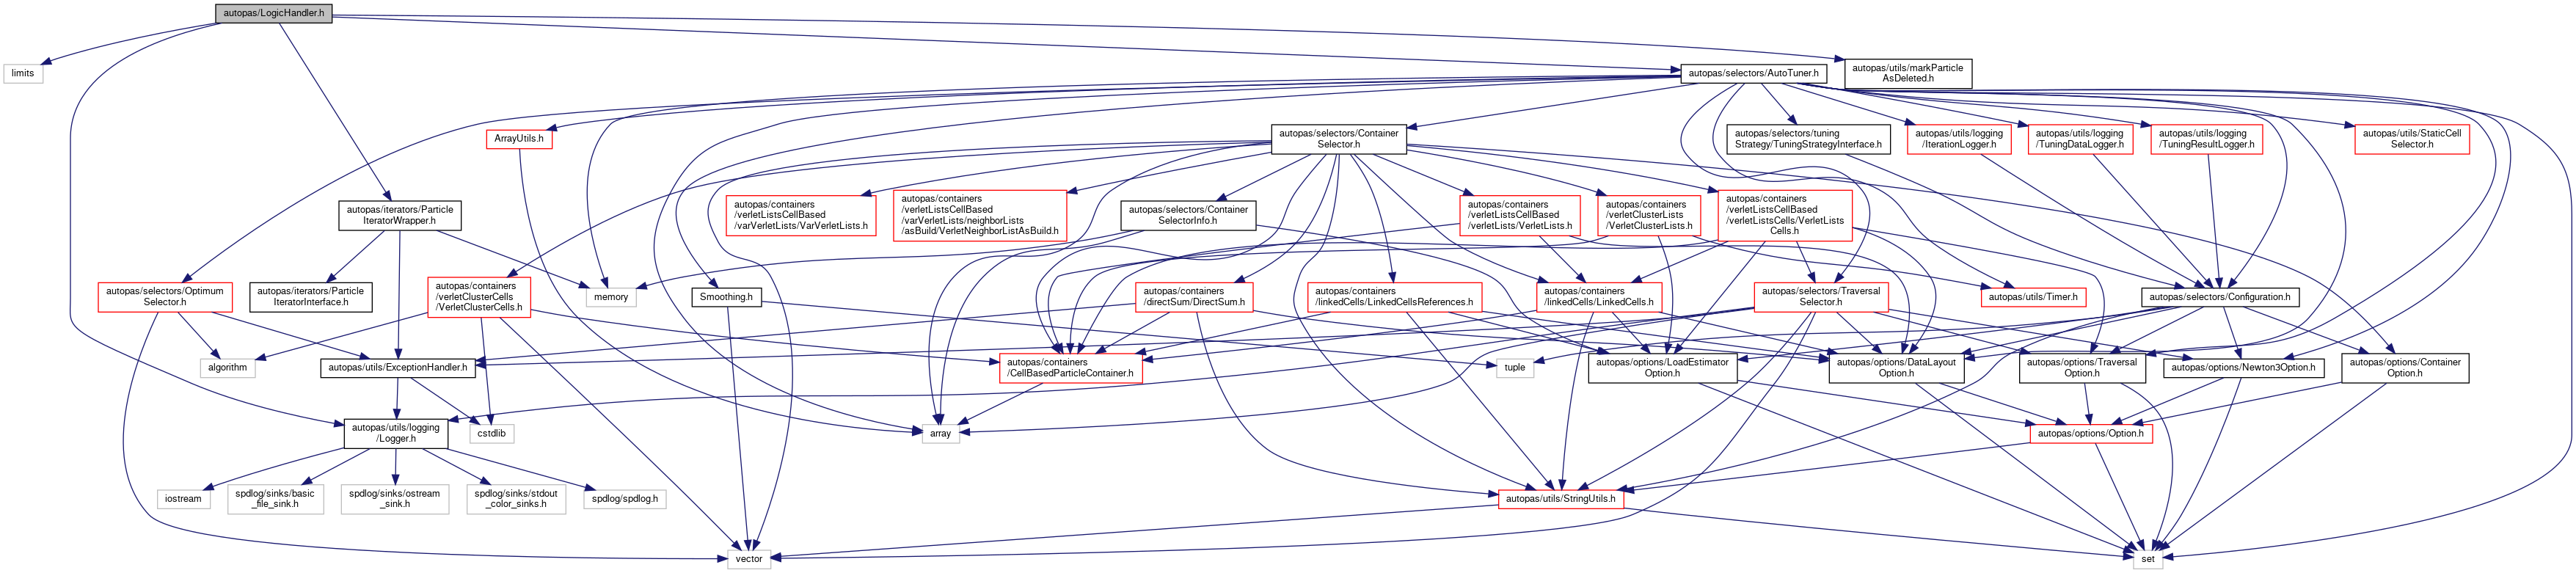 autopas/LogicHandler.h
limits
autopas/selectors/AutoTuner.h
autopas/utils/markParticle
AsDeleted.h
ArrayUtils.h
autopas/selectors/Container
Selector.h
autopas/selectors/tuning
Strategy/TuningStrategyInterface.h
autopas/utils/logging
/IterationLogger.h
autopas/utils/logging
/TuningDataLogger.h
autopas/utils/logging
/TuningResultLogger.h
autopas/utils/StaticCell
Selector.h
autopas/iterators/Particle
IteratorWrapper.h
autopas/containers
/verletListsCellBased
/varVerletLists/VarVerletLists.h
autopas/containers
/verletListsCellBased
/varVerletLists/neighborLists
/asBuild/VerletNeighborListAsBuild.h
autopas/selectors/Container
SelectorInfo.h
autopas/containers
/verletListsCellBased
/verletLists/VerletLists.h
autopas/containers
/verletClusterLists
/VerletClusterLists.h
autopas/containers
/verletListsCellBased
/verletListsCells/VerletLists
Cells.h
autopas/selectors/Optimum
Selector.h
autopas/iterators/Particle
IteratorInterface.h
autopas/containers
/verletClusterCells
/VerletClusterCells.h
memory
Smoothing.h
autopas/containers
/directSum/DirectSum.h
autopas/containers
/linkedCells/LinkedCellsReferences.h
autopas/containers
/linkedCells/LinkedCells.h
autopas/selectors/Traversal
Selector.h
autopas/utils/Timer.h
autopas/selectors/Configuration.h
algorithm
autopas/utils/ExceptionHandler.h
autopas/containers
/CellBasedParticleContainer.h
tuple
autopas/options/LoadEstimator
Option.h
autopas/options/DataLayout
Option.h
autopas/options/Traversal
Option.h
autopas/options/Newton3Option.h
autopas/options/Container
Option.h
autopas/utils/logging
/Logger.h
cstdlib
array
autopas/options/Option.h
iostream
spdlog/sinks/basic
_file_sink.h
spdlog/sinks/ostream
_sink.h
spdlog/sinks/stdout
_color_sinks.h
spdlog/spdlog.h
autopas/utils/StringUtils.h
vector
set